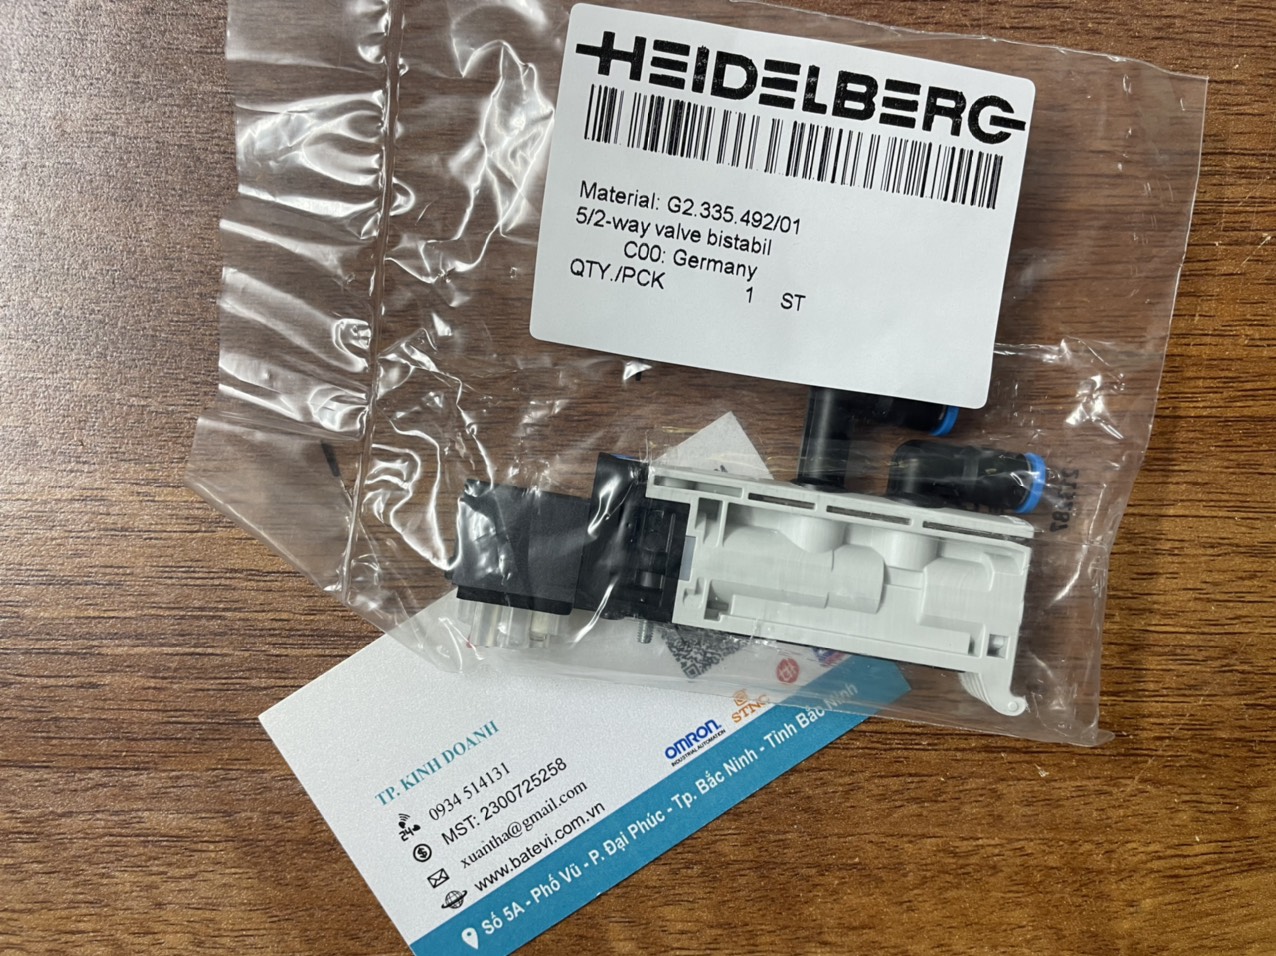 HEIDELBERG
Material: G2.335.492/01
5/2-way valve bistabil
C00: Germany
QTY./PCK 1 ST
TP. KINH DOANH
24h 0934 514131
MST: 2300725258
xuantha@gmail.com
www.batevi.com.vn
OMRON
INDUSTRIAL AUTOMATION
STNC
Số 5A - Phố Vũ - P. Đại Phúc - Tp. Bắc Ninh - Tỉnh Bắc Ninh